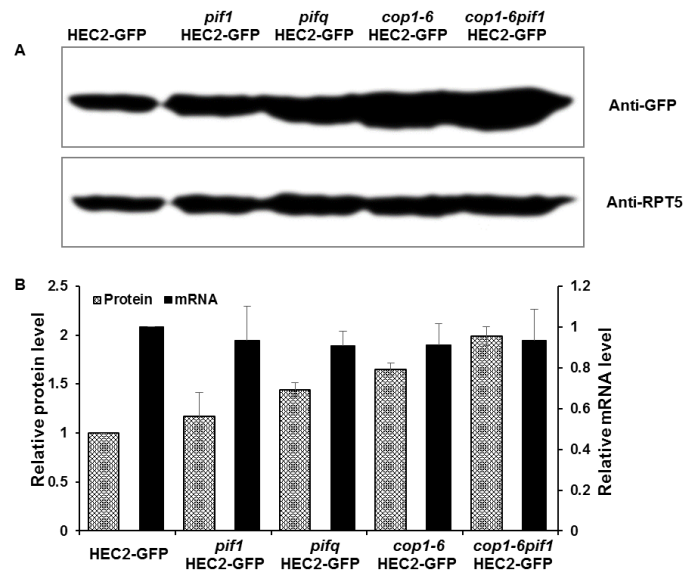 pif1 pifq cop1-6 cop1-6pif1
HEC2-GFP HEC2-GFP HEC2-GFP HEC2-GFP HEC2-GFP
A
Anti-GFP
Anti-RPT5
B
Protein mRNA
Relative protein level
2.5
2
1.5
1
0.5
0
1.2
1
0.8
0.6
0.4
0.2
0
Relative mRNA level
pif1 pifq cop1-6 cop1-6pif1
HEC2-GFP HEC2-GFP HEC2-GFP HEC2-GFP HEC2-GFP